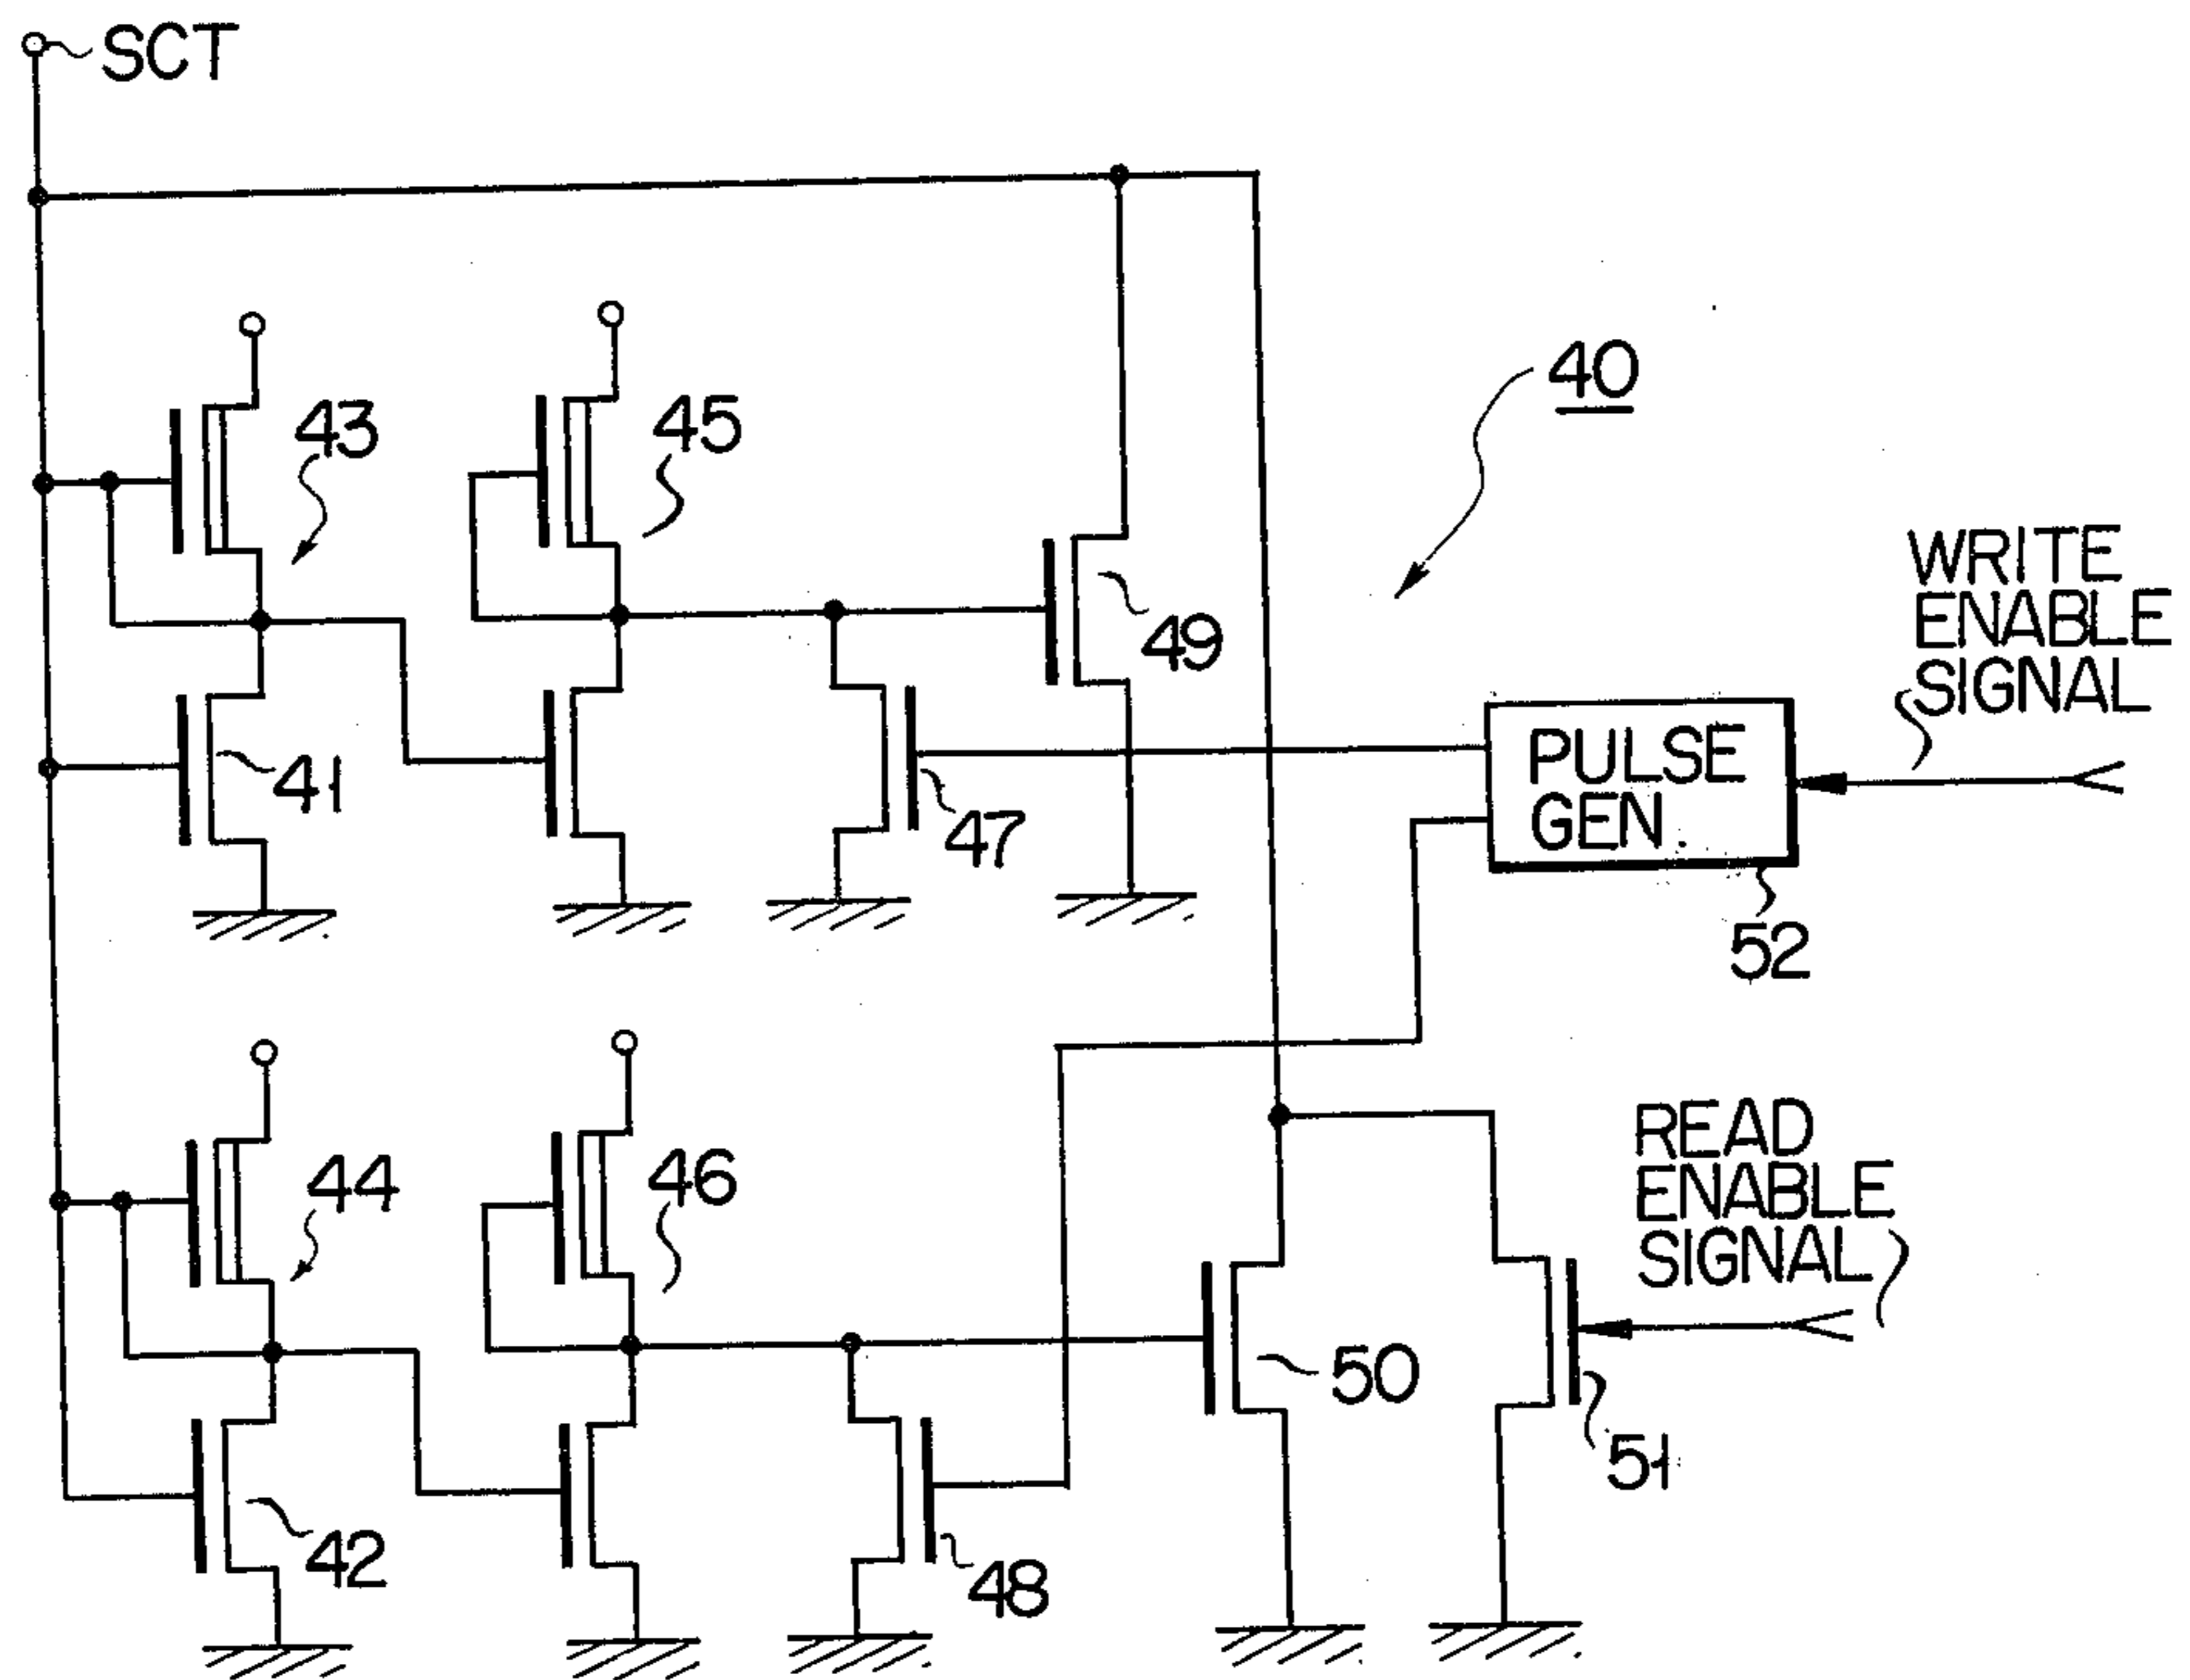 SCT
40
43
45
49
WRITE
ENABLE
SIGNAL
41
47
PULSE
GEN.
52
44
46
READ
ENABLE
SIGNAL
50
51
42
48